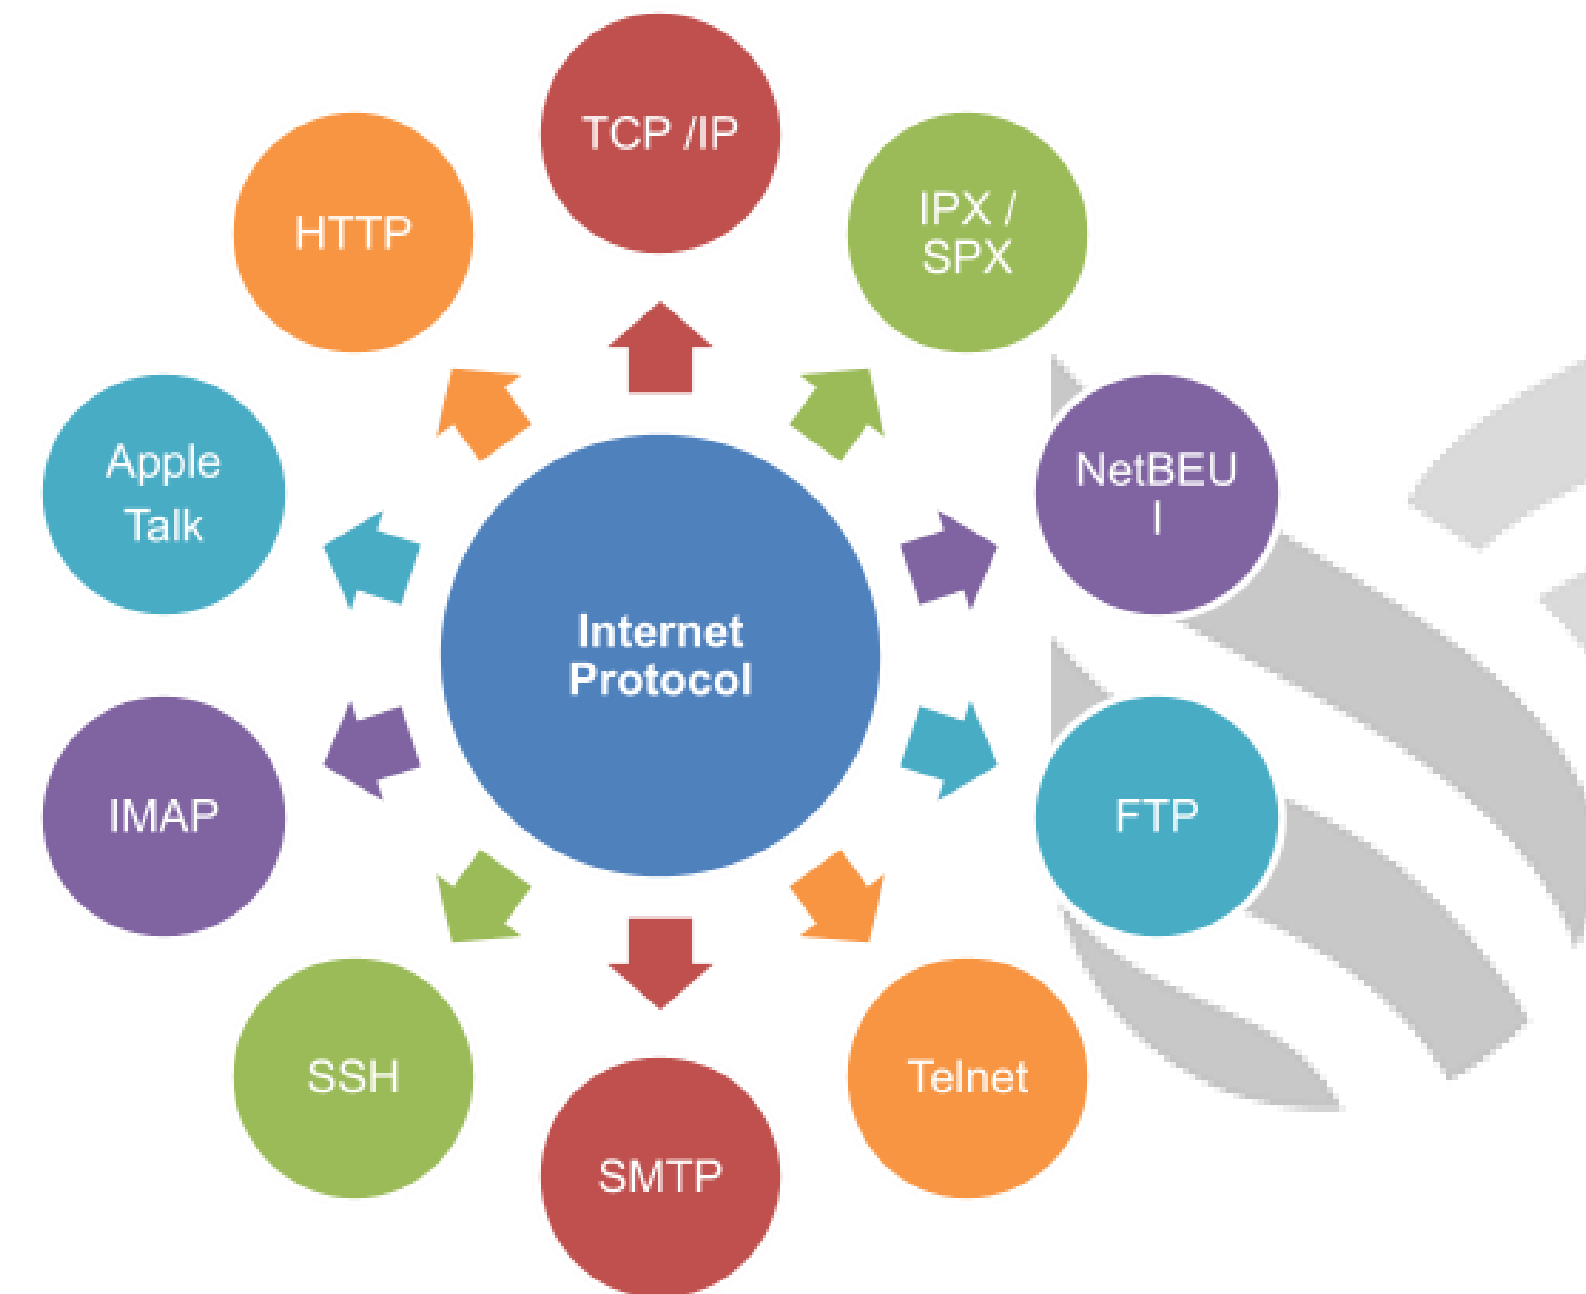 TCP /IP
IPX /
SPX
NetBEU
I
FTP
Telnet
SMTP
SSH
IMAP
Apple
Talk
HTTP
Internet
Protocol